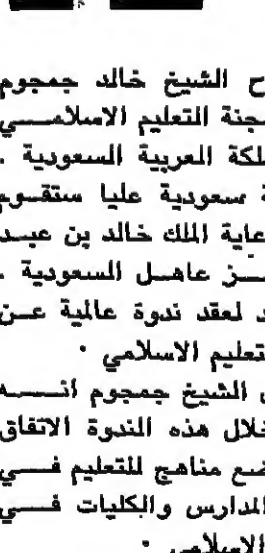 ح الشيخ خالد جمجوم
جنة التعليم الاسلامي
لكة العربية السعودية .
ة سعودية عليا ستقوم
عاية الملك خالد بن عبد
ـز عاهل السعودية .
د لعقد ندوة عالمية عن
تعليم الاسلامي .
ـ الشيخ جمجوم انه
خلال هذه الندوة الاتقاق
ضع مناهج للتعليم في
المدارس والكليات في
الاسلامي .